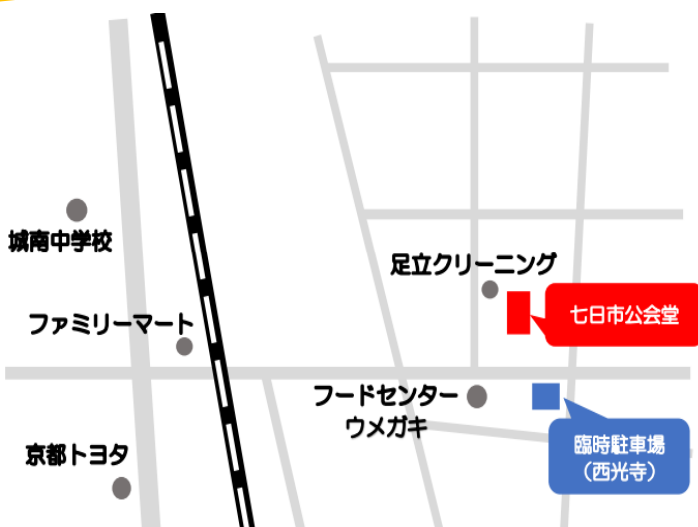 城南中学校
足立クリーニング
七日市公会堂
ファミリーマート
フードセンター
ウメガキ
京都トヨタ
臨時駐車場
（西光寺）